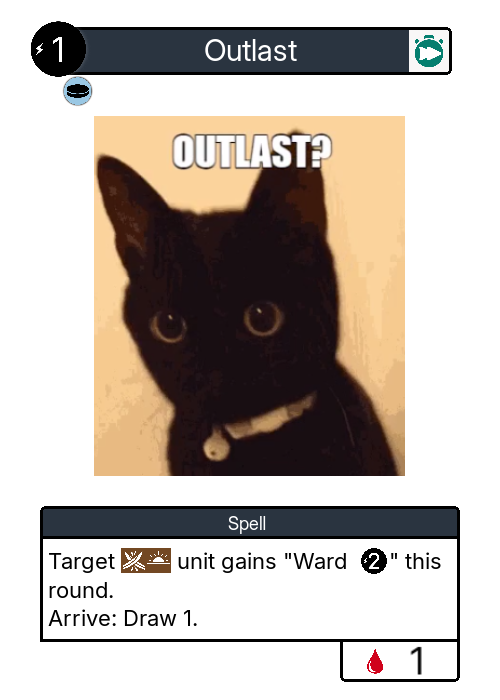 1 Outlast
OUTLAST?
Spell
Target unit gains "Ward 2" this
round.
Arrive: Draw 1.
1